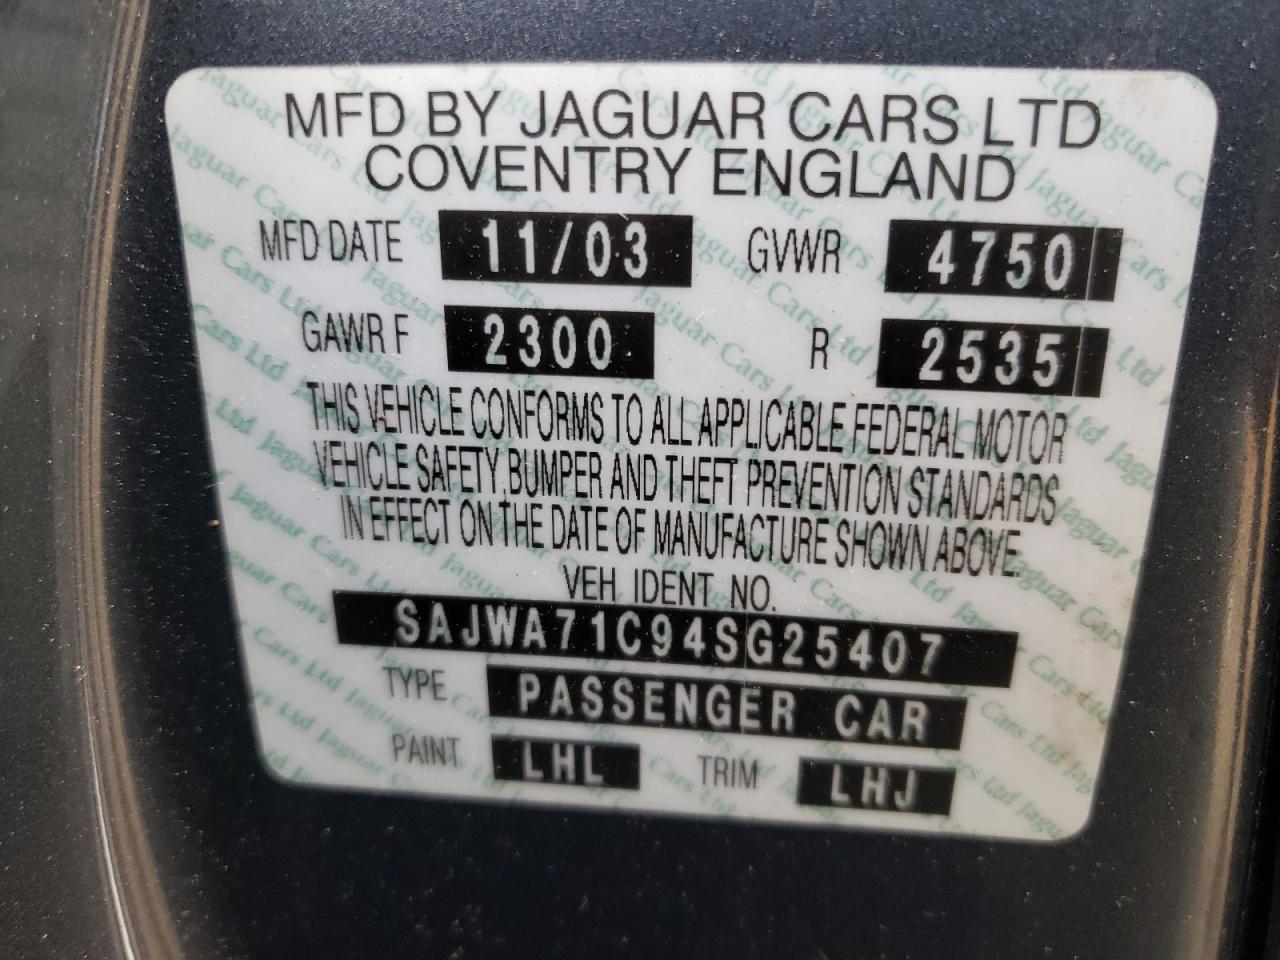 MFD BY JAGUAR CARS LTD
COVENTRY ENGLAND
MFD DATE 11/03 GVWR 4750
GAWR F 2300 R 2535
THIS VEHICLE CONFORMS TO ALL APPLICABLE FEDERAL MOTOR
VEHICLE SAFETY, BUMPER AND THEFT PREVENTION STANDARDS
IN EFFECT ON THE DATE OF MANUFACTURE SHOWN ABOVE.
VEH IDENT NO.
SAJWA71C94SG25407
TYPE PASSENGER CAR
PAINT LHL TRIM LHJ